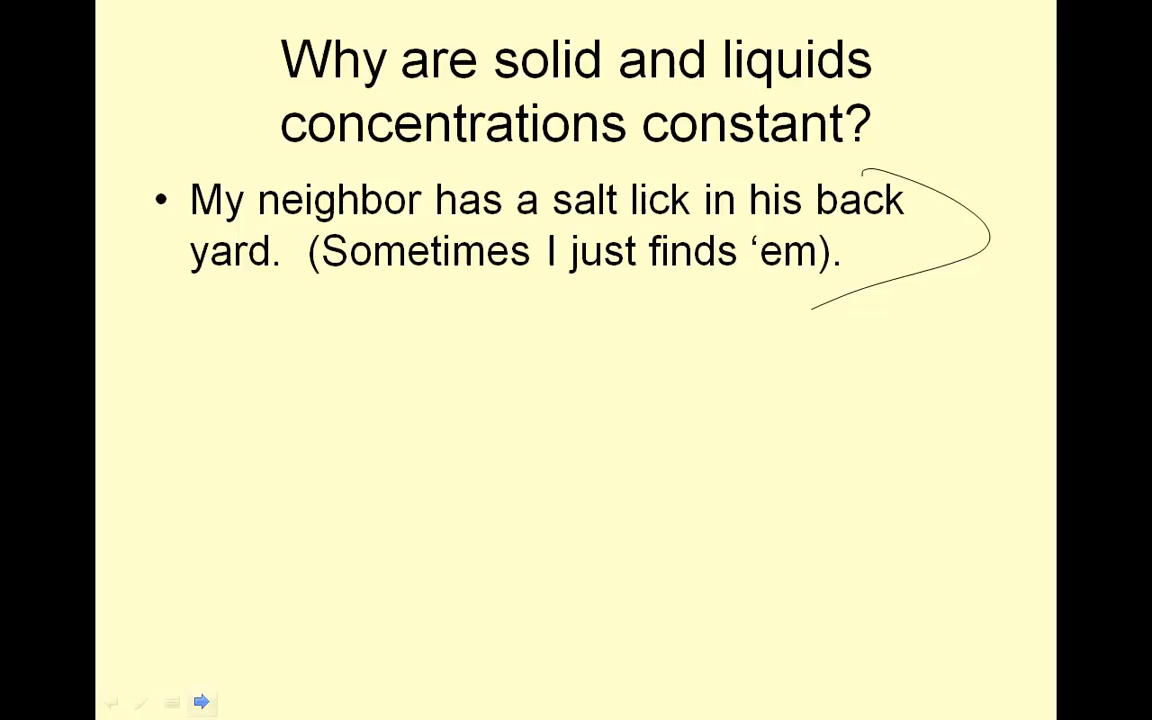 Why are solid and liquids
concentrations constant?
• My neighbor has a salt lick in his back
yard.  (Sometimes I just finds ‘em).